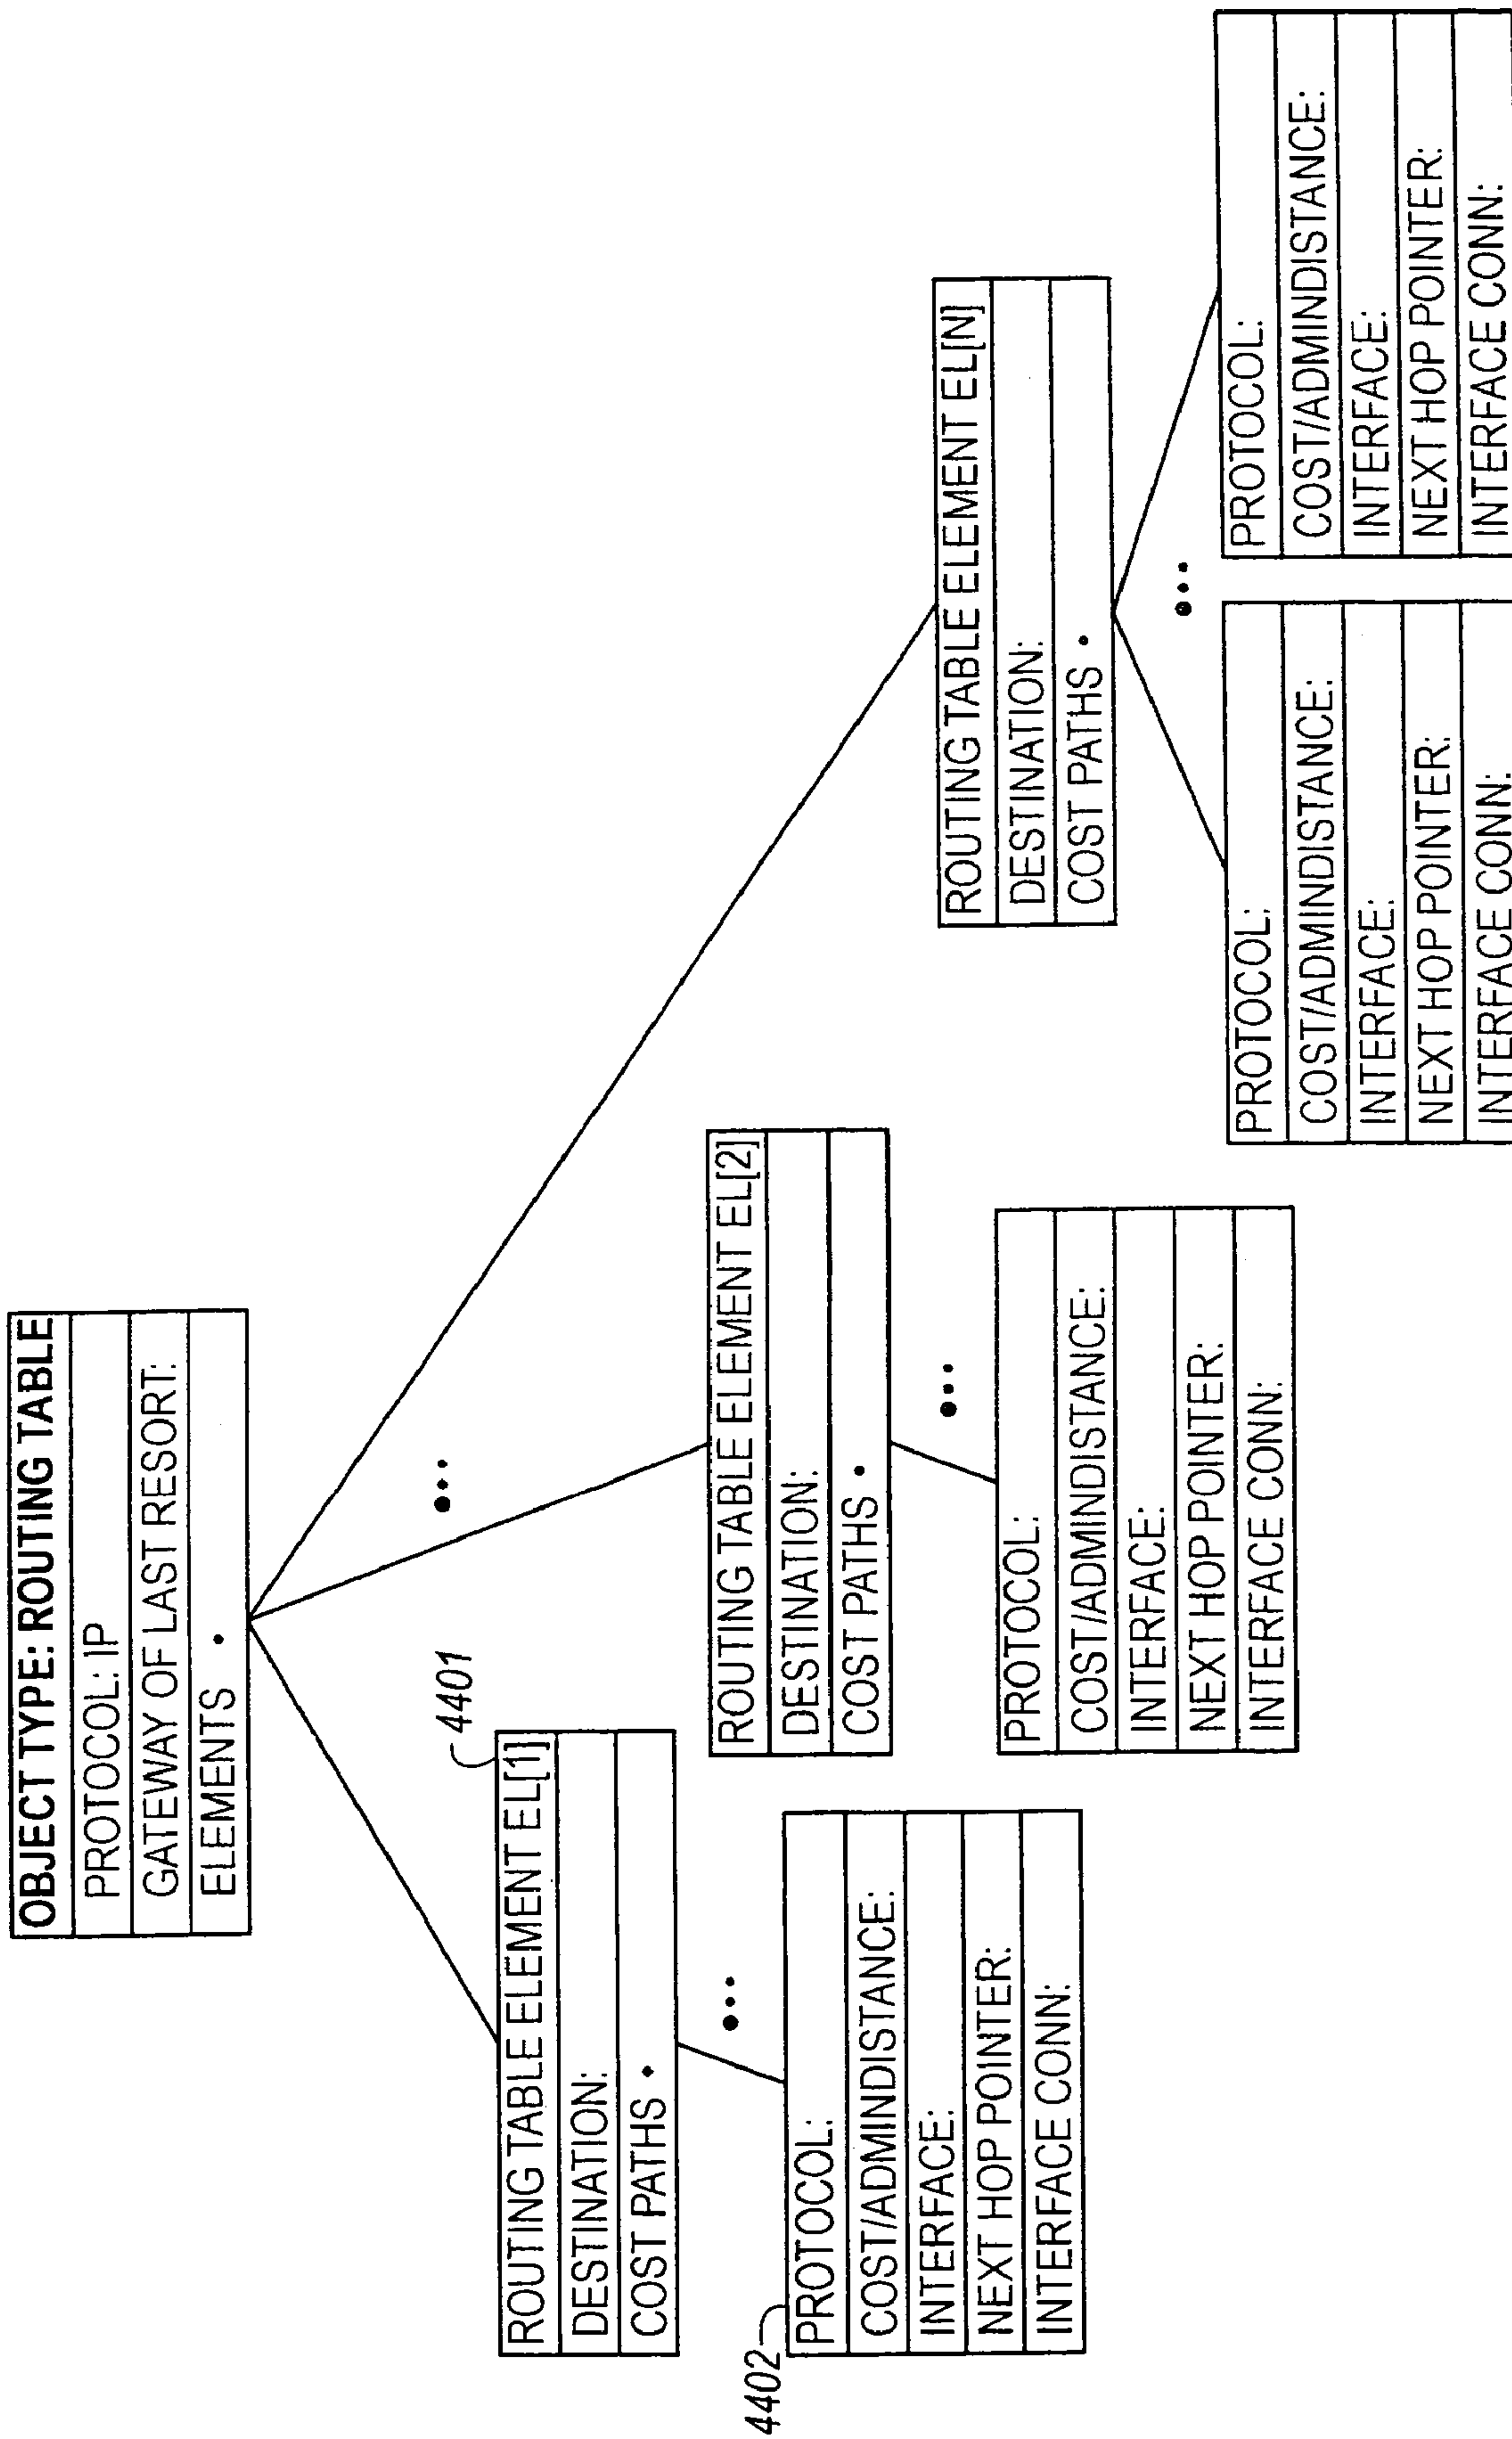 OBJECT TYPE: ROUTING TABLE
PROTOCOL: IP
GATEWAY OF LAST RESORT:
ELEMENTS •
•••
4401
ROUTING TABLE ELEMENT EL[1]
DESTINATION:
COST PATHS •
•••
4402
PROTOCOL:
COST/ADMINDISTANCE:
INTERFACE:
NEXT HOP POINTER:
INTERFACE CONN:
ROUTING TABLE ELEMENT EL[2]
DESTINATION:
COST PATHS •
•••
PROTOCOL:
COST/ADMINDISTANCE:
INTERFACE:
NEXT HOP POINTER:
INTERFACE CONN:
ROUTING TABLE ELEMENT EL[N]
DESTINATION:
COST PATHS •
•••
PROTOCOL:
COST/ADMINDISTANCE:
INTERFACE:
NEXT HOP POINTER:
INTERFACE CONN:
PROTOCOL:
COST/ADMINDISTANCE:
INTERFACE:
NEXT HOP POINTER:
INTERFACE CONN: